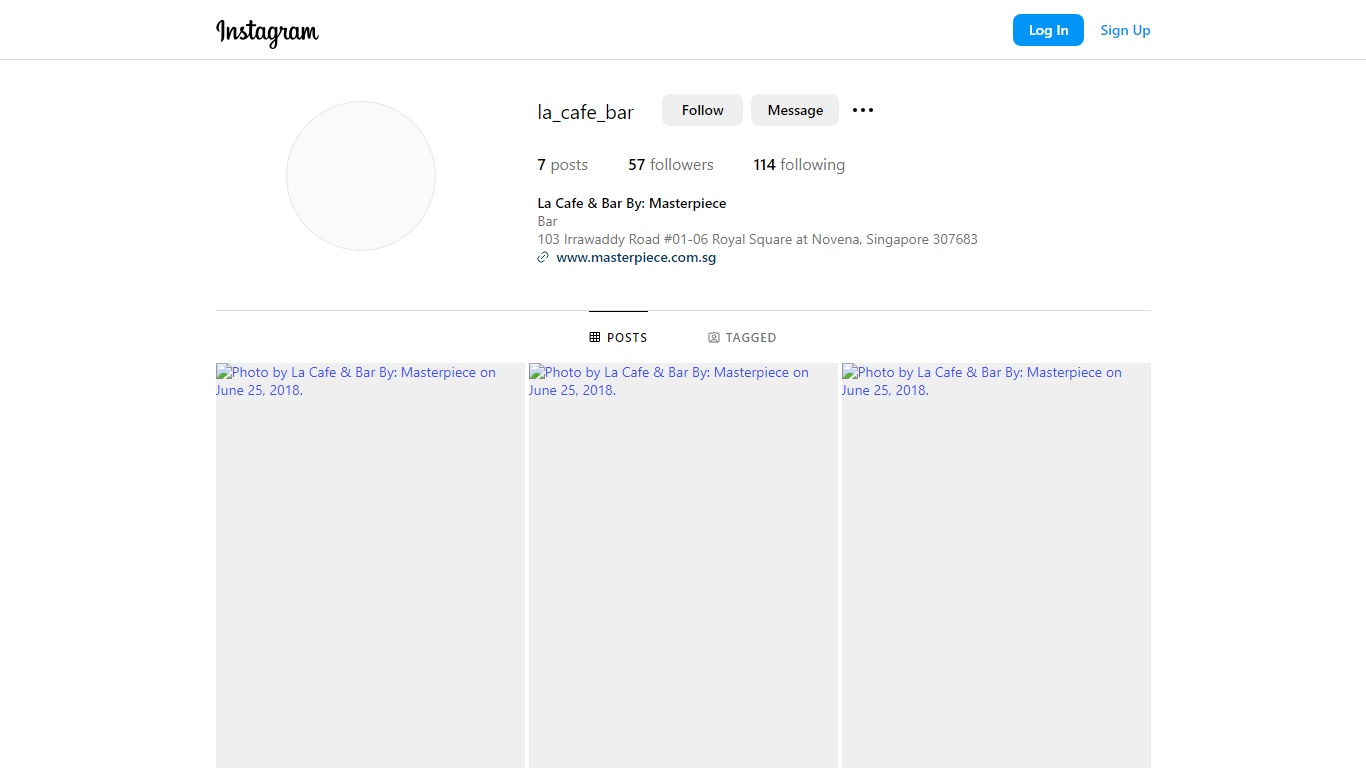 Instagram
Log In
Sign Up
la_cafe_bar
Follow
Message
7 posts
57 followers
114 following
La Cafe & Bar By: Masterpiece
Bar
103 Irrawaddy Road #01-06 Royal Square at Novena, Singapore 307683
www.masterpiece.com.sg
POSTS
TAGGED
Photo by La Cafe & Bar By: Masterpiece on
June 25, 2018.
Photo by La Cafe & Bar By: Masterpiece on
June 25, 2018.
Photo by La Cafe & Bar By: Masterpiece on
June 25, 2018.